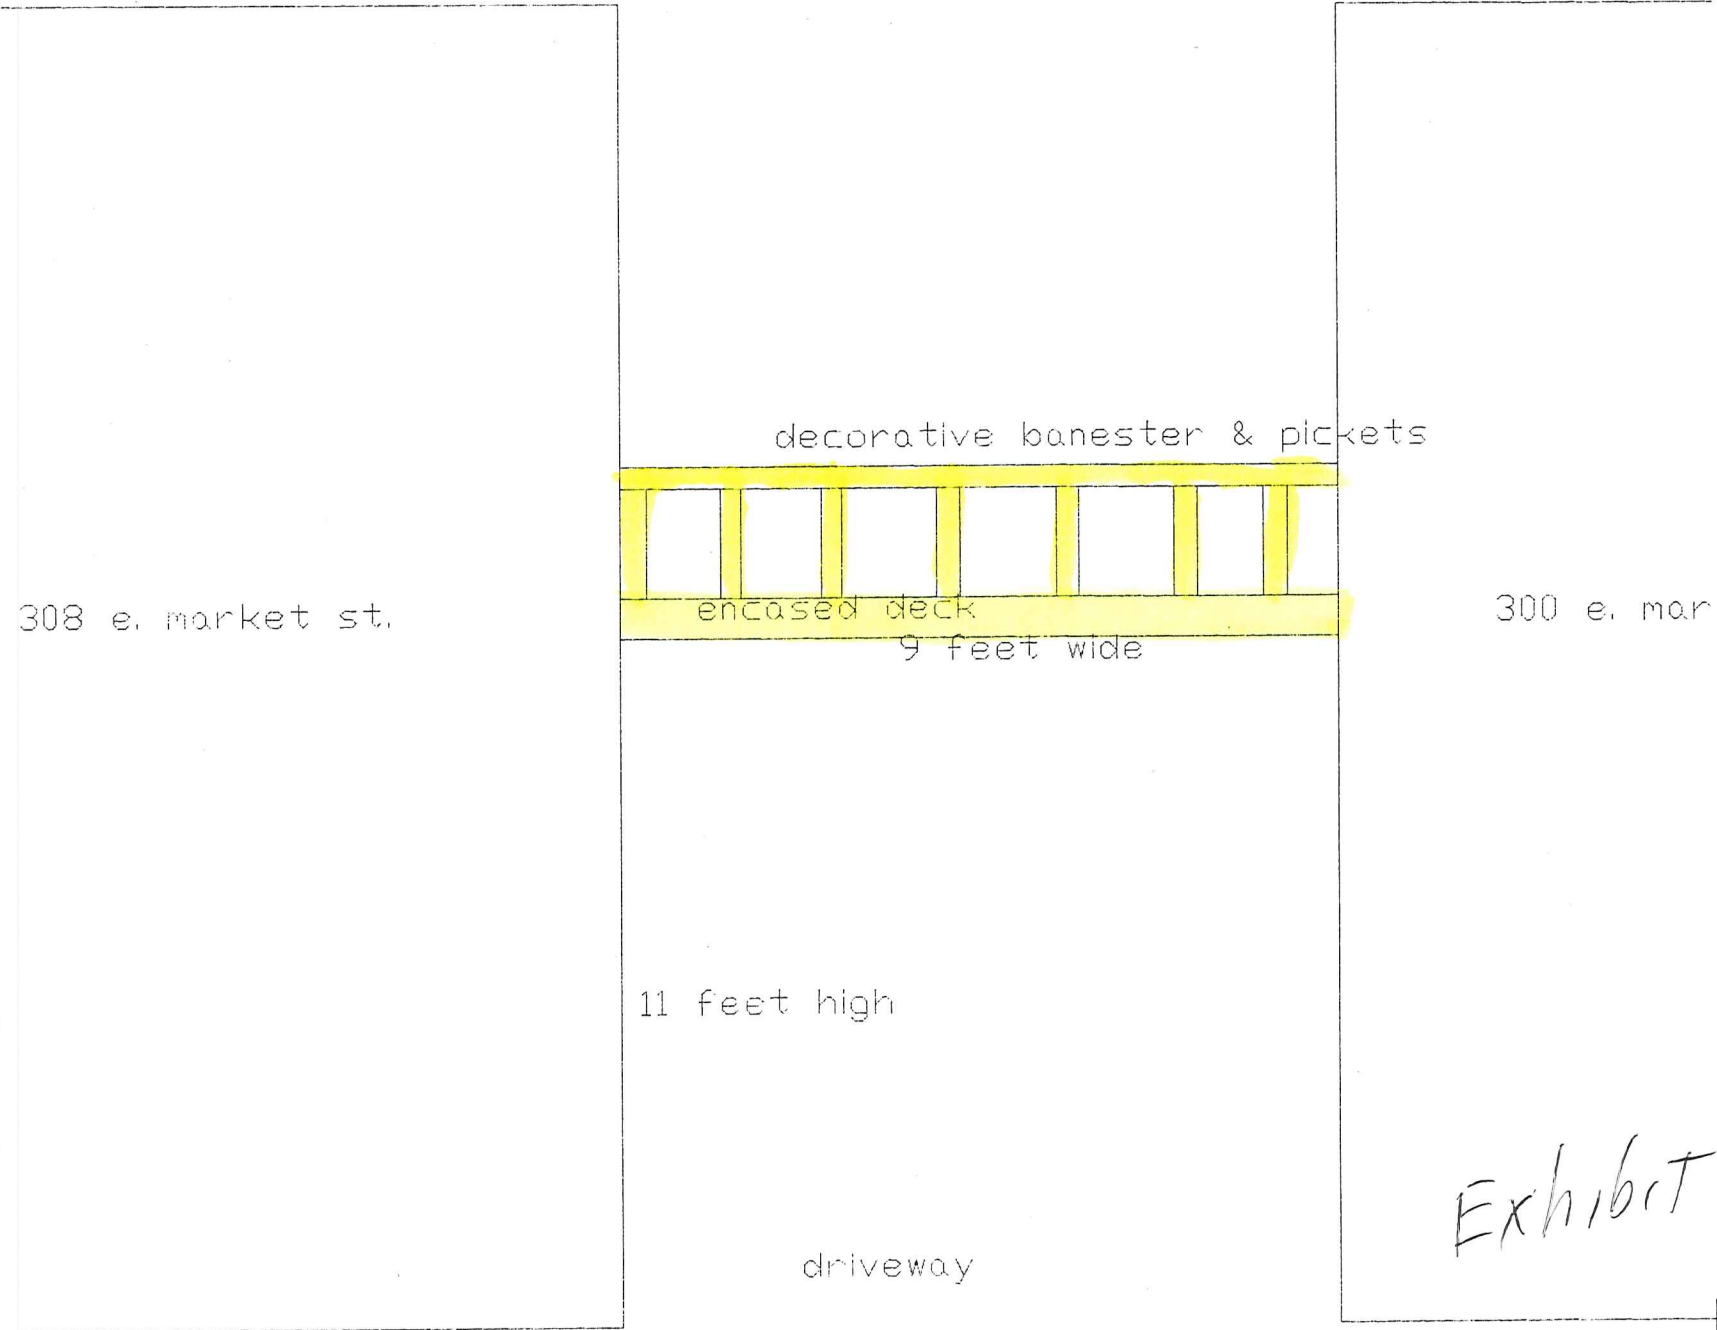 decorative banester & pickets
encased deck
9 feet wide
308 e. market st.
300 e. mar
11 feet high
driveway
Exhibit